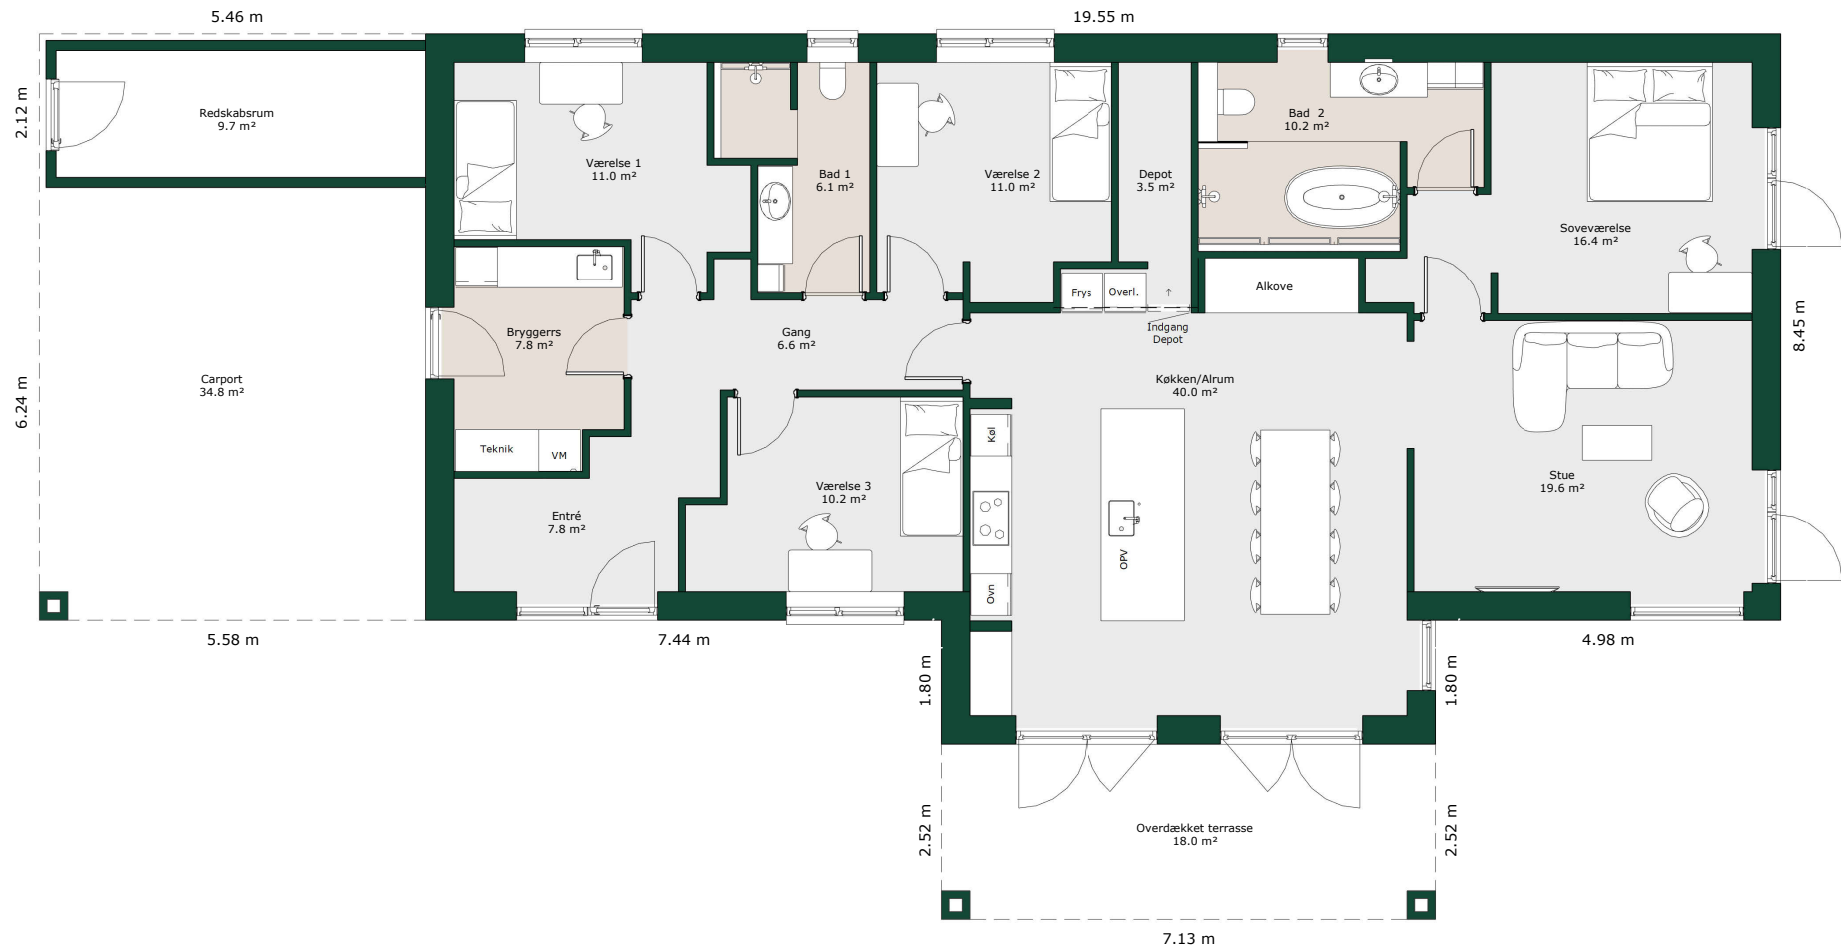 5.46 m
19.55 m
2.12 m
Redskabsrum
9.7 m²
Værelse 1
11.0 m²
Bad 1
6.1 m²
Værelse 2
11.0 m²
Depot
3.5 m²
Bad 2
10.2 m²
Soveværelse
16.4 m²
Frys
Overl.
Alkove
Indgang
Depot
8.45 m
Bryggerrs
7.8 m²
Gang
6.6 m²
6.24 m
Carport
34.8 m²
Køkken/Alrum
40.0 m²
Køl
Teknik
VM
Værelse 3
10.2 m²
Stue
19.6 m²
Entré
7.8 m²
OPV
Ovn
5.58 m
7.44 m
4.98 m
1.80 m
1.80 m
2.52 m
Overdækket terrasse
18.0 m²
2.52 m
7.13 m